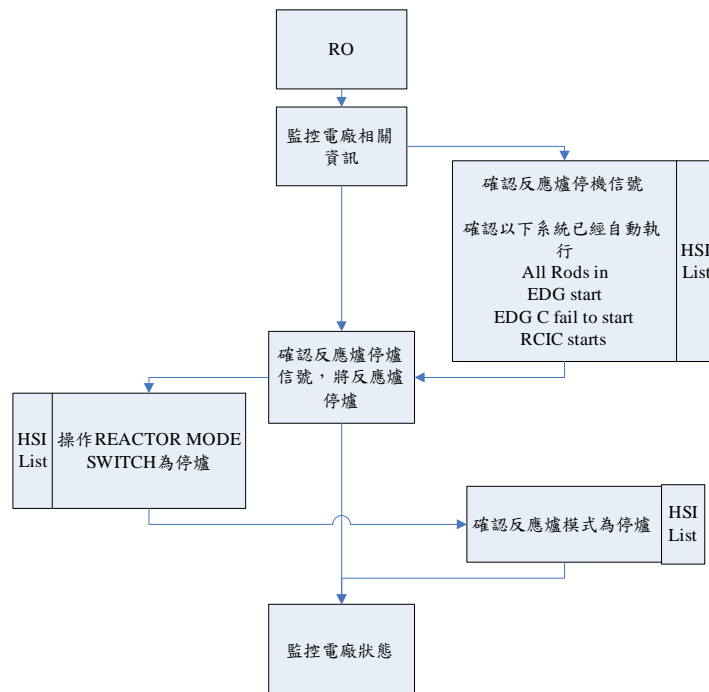 RO
監控電廠相關
資訊
確認反應爐停機信號
確認以下系統已經自動執
行
All Rods in
EDG start
EDG C fail to start
RCIC starts
HSI
List
確認反應爐停爐
信號，將反應爐
停爐
HSI
List
操作REACTOR MODE
SWITCH為停爐
確認反應爐模式為停爐
HSI
List
監控電廠狀態